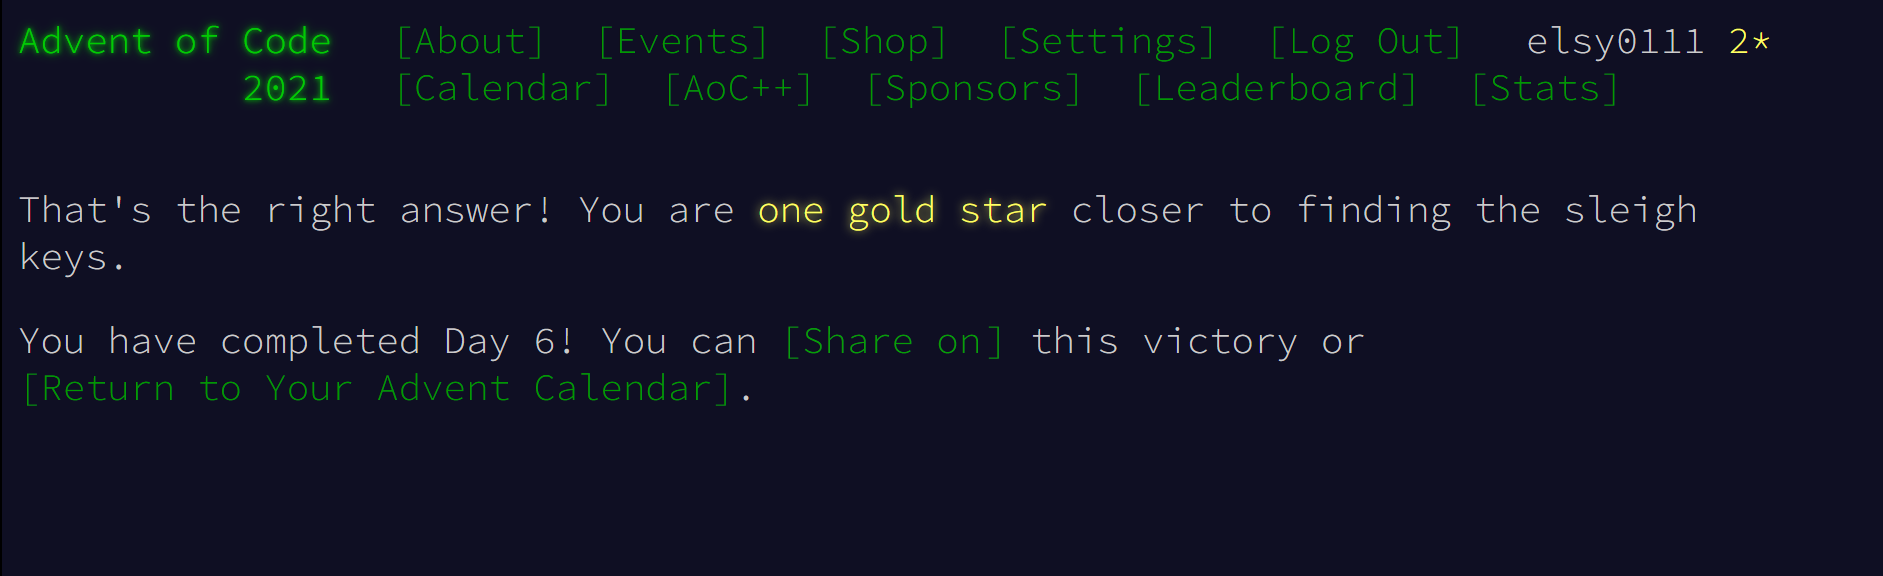 Advent of Code [About] [Events] [Shop] [Settings] [Log Out] elsy0111 2*
2021 [Calendar] [AoC++] [Sponsors] [Leaderboard] [Stats]
That's the right answer! You are one gold star closer to finding the sleigh
keys.
You have completed Day 6! You can [Share on] this victory or
[Return to Your Advent Calendar].